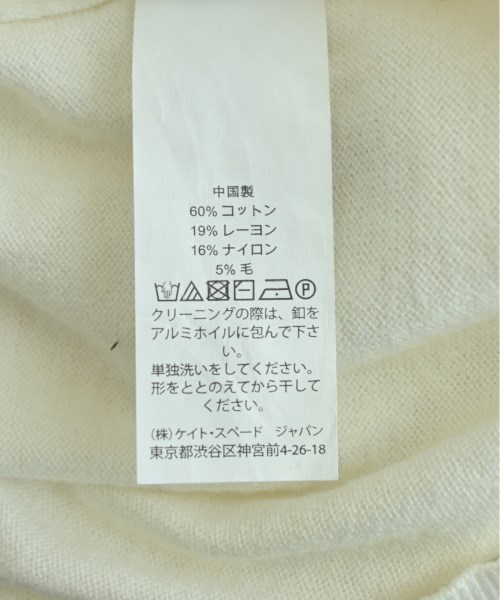 中国製
60% コットン
19% レーヨン
16% ナイロン
5% 毛
P
クリーニングの際は、釦を
アルミホイルに包んで下さ
い。
単独洗いをしてください。
形をととのえてから干して
ください。
(株)ケイト・スペード ジャパン
東京都渋谷区神宮前4-26-18